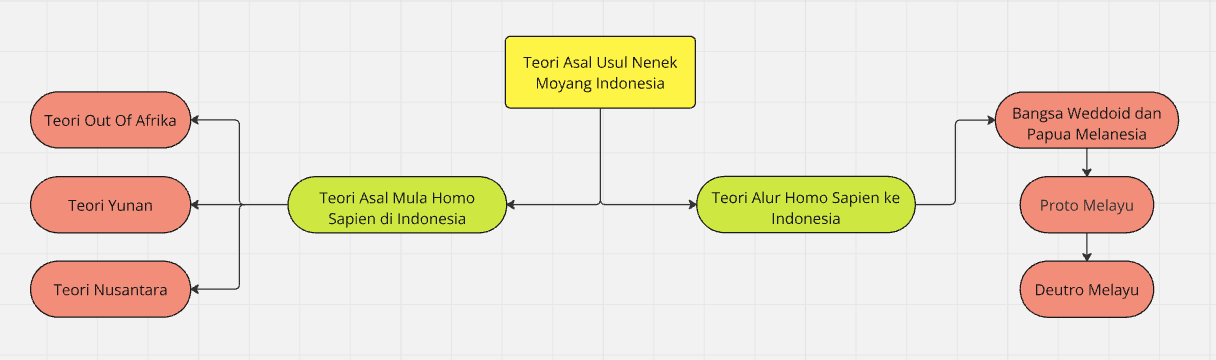 Teori Asal Usul Nenek
Moyang Indonesia
Teori Out Of Afrika
Teori Yunan
Teori Nusantara
Teori Asal Mula Homo
Sapien di Indonesia
Teori Alur Homo Sapien ke
Indonesia
Bangsa Weddoid dan
Papua Melanesia
Proto Melayu
Deutro Melayu